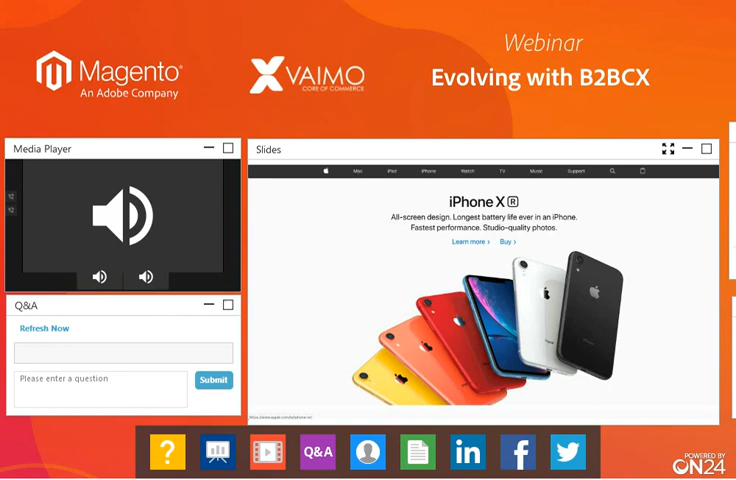 Magento®
An Adobe Company
VAIMO
CORE OF COMMERCE
Webinar
Evolving with B2BCX
Media Player
Slides
Mac iPad iPhone Watch TV Music Support
iPhone XR
All-screen design. Longest battery life ever in an iPhone.
Fastest performance. Studio-quality photos.
Learn more › Buy ›
Q&A
Refresh Now
Please enter a question
Submit
? Q&A in f
POWERED BY
ON24